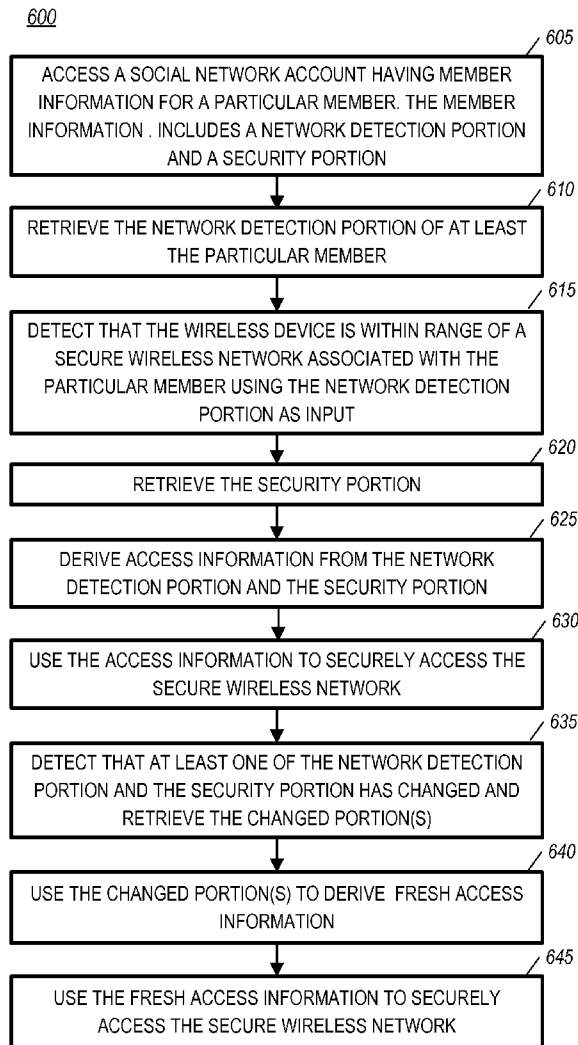 600
605
ACCESS A SOCIAL NETWORK ACCOUNT HAVING MEMBER
INFORMATION FOR A PARTICULAR MEMBER. THE MEMBER
INFORMATION . INCLUDES A NETWORK DETECTION PORTION
AND A SECURITY PORTION
610
RETRIEVE THE NETWORK DETECTION PORTION OF AT LEAST
THE PARTICULAR MEMBER
615
DETECT THAT THE WIRELESS DEVICE IS WITHIN RANGE OF A
SECURE WIRELESS NETWORK ASSOCIATED WITH THE
PARTICULAR MEMBER USING THE NETWORK DETECTION
PORTION AS INPUT
620
RETRIEVE THE SECURITY PORTION
625
DERIVE ACCESS INFORMATION FROM THE NETWORK
DETECTION PORTION AND THE SECURITY PORTION
630
USE THE ACCESS INFORMATION TO SECURELY ACCESS THE
SECURE WIRELESS NETWORK
635
DETECT THAT AT LEAST ONE OF THE NETWORK DETECTION
PORTION AND THE SECURITY PORTION HAS CHANGED AND
RETRIEVE THE CHANGED PORTION(S)
640
USE THE CHANGED PORTION(S) TO DERIVE FRESH ACCESS
INFORMATION
645
USE THE FRESH ACCESS INFORMATION TO SECURELY
ACCESS THE SECURE WIRELESS NETWORK